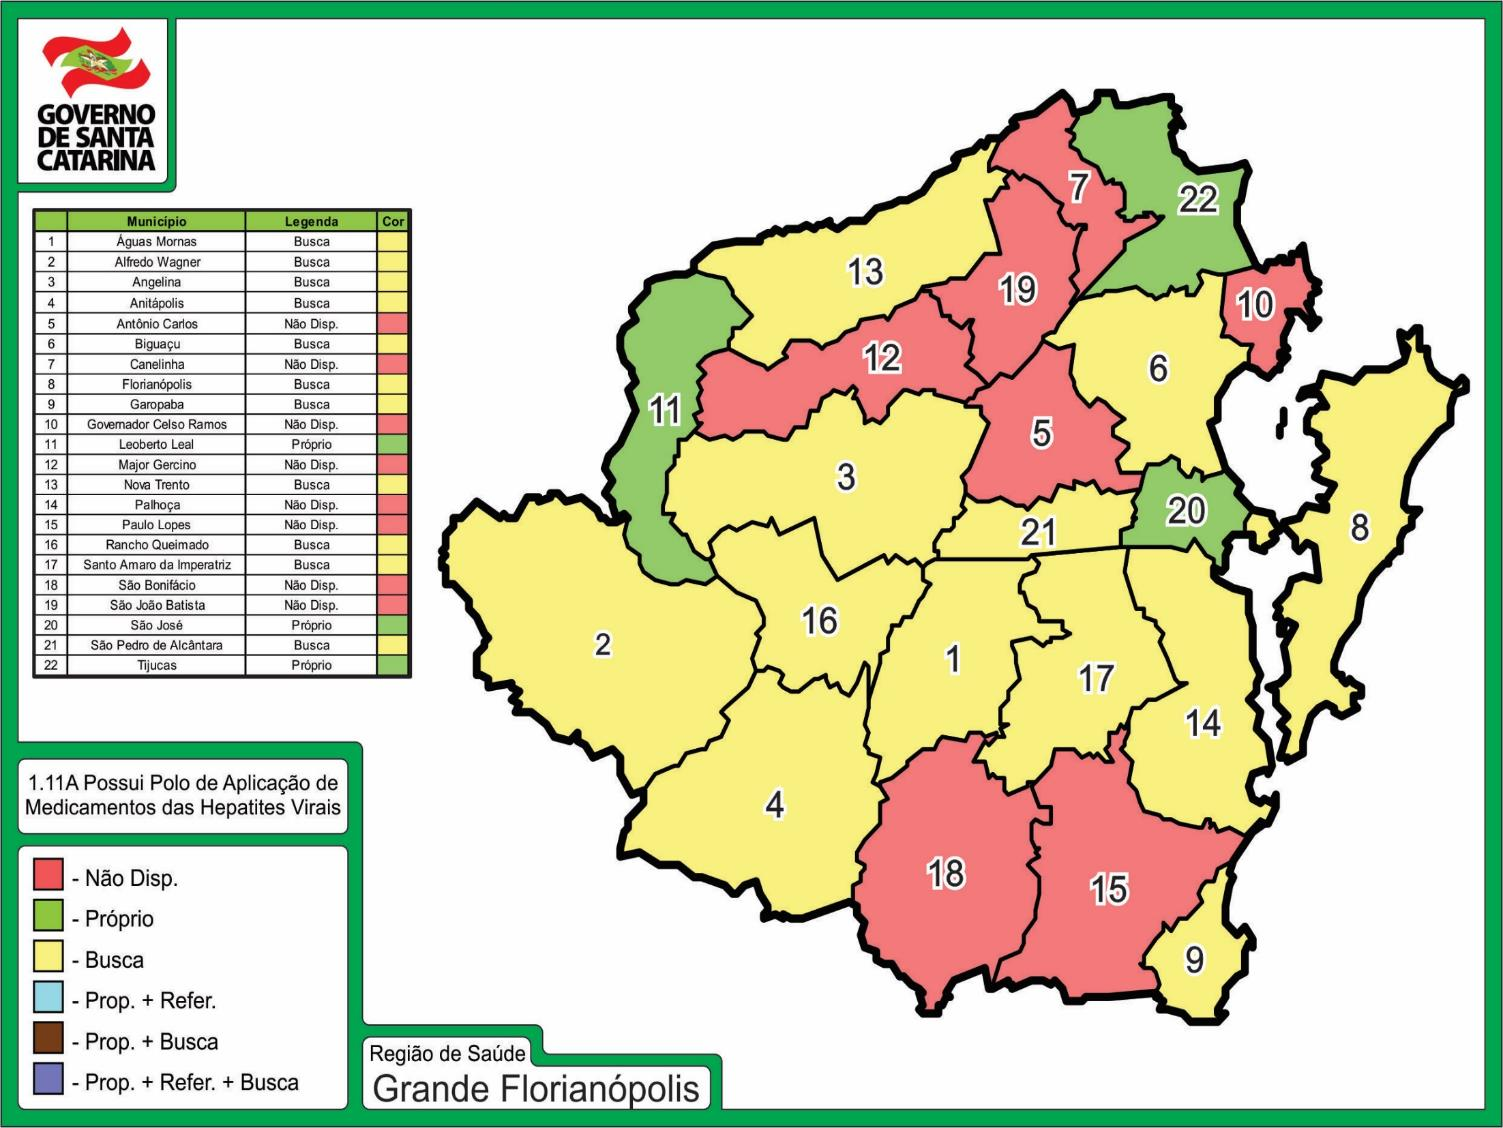 GOVERNO
DE SANTA
CATARINA
Município Legenda Cor
1 Águas Mornas Busca
2 Alfredo Wagner Busca
3 Angelina Busca
4 Anitápolis Busca
5 Antônio Carlos Não Disp.
6 Biguaçu Busca
7 Canelinha Não Disp.
8 Florianópolis Busca
9 Garopaba Busca
10 Governador Celso Ramos Não Disp.
11 Leoberto Leal Próprio
12 Major Gercino Não Disp.
13 Nova Trento Busca
14 Palhoça Não Disp.
15 Paulo Lopes Não Disp.
16 Rancho Queimado Busca
17 Santo Amaro da Imperatriz Busca
18 São Bonifácio Não Disp.
19 São João Batista Não Disp.
20 São José Próprio
21 São Pedro de Alcântara Busca
22 Tijucas Próprio
7
22
13
19
10
12
6
11
5
3
20
21
8
16
2
1
17
14
4
18
15
9
1.11A Possui Polo de Aplicação de
Medicamentos das Hepatites Virais
- Não Disp.
- Próprio
- Busca
- Prop. + Refer.
- Prop. + Busca
- Prop. + Refer. + Busca
Região de Saúde
Grande Florianópolis